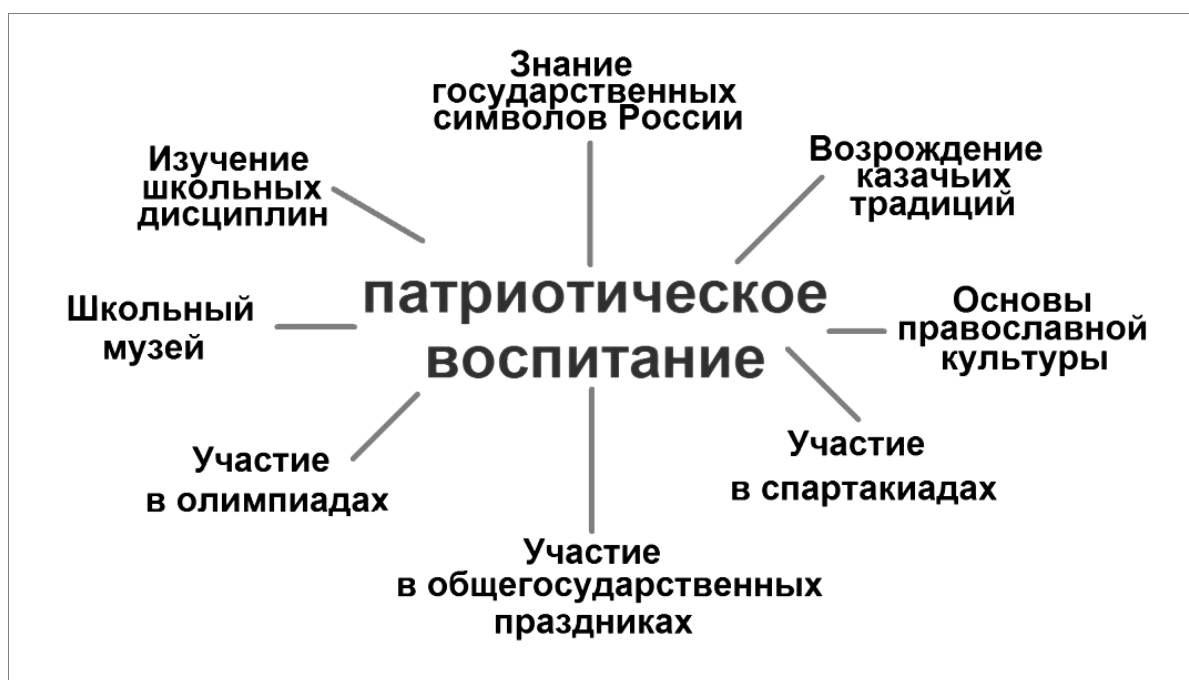 Знание
государственных
символов России
Изучение
школьных
дисциплин
Возрождение
казачьих
традиций
Школьный
музей
патриотическое
воспитание
Основы
православной
культуры
Участие
в олимпиадах
Участие
в спартакиадах
Участие
в общегосударственных
праздниках